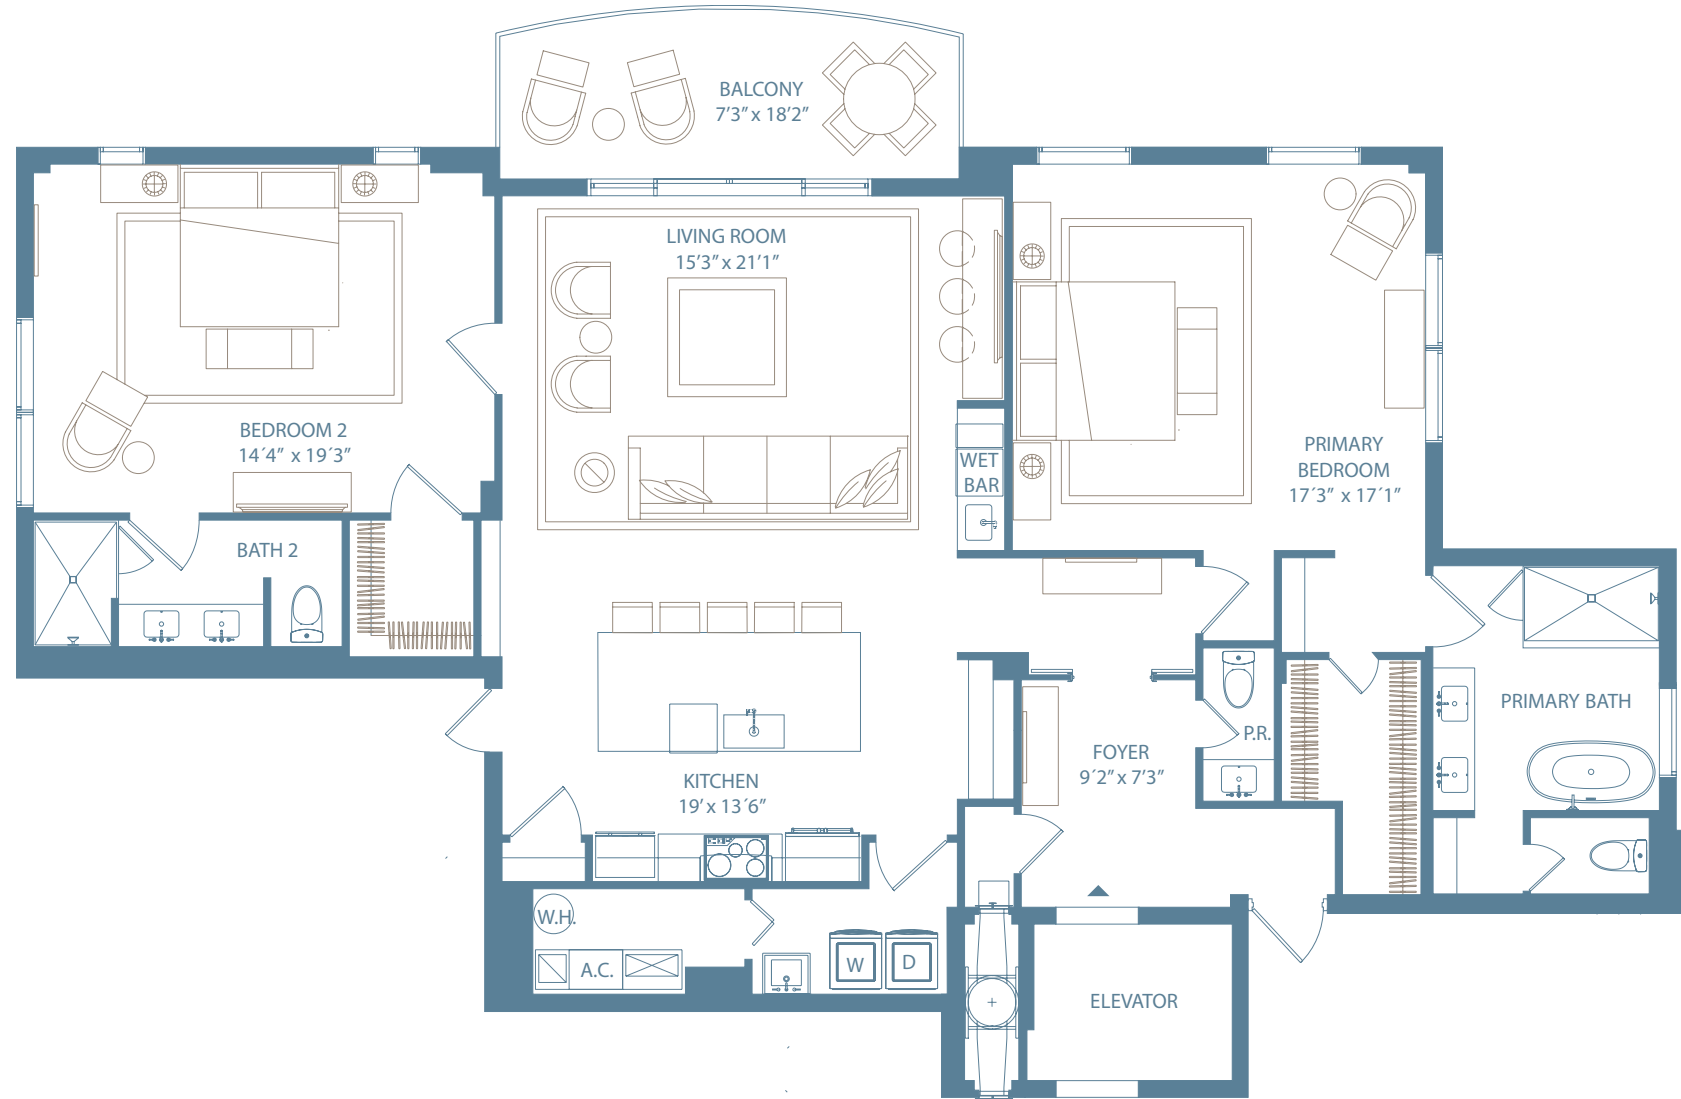 BALCONY
7'3” x 18'2”
LIVING ROOM
15'3” x 21'1”
BEDROOM 2
14´4” x 19´3”
PRIMARY
BEDROOM
17´3” x 17´1”
WET
BAR
BATH 2
PRIMARY BATH
P.R.
FOYER
9´2” x 7´3”
KITCHEN
19' x 13´6”
W.H.
A.C.
W
D
ELEVATOR